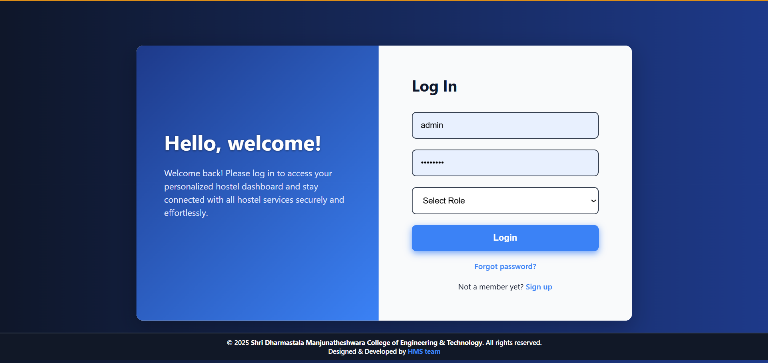 Hello, welcome!
Welcome back! Please log in to access your
personalized hostel dashboard and stay
connected with all hostel services securely and
effortlessly.
Log In
admin
••••••••
Select Role
Login
Forgot password?
Not a member yet? Sign up
© 2025 Shri Dharmastala Manjunatheshwara College of Engineering & Technology. All rights reserved.
Designed & Developed by HMS team